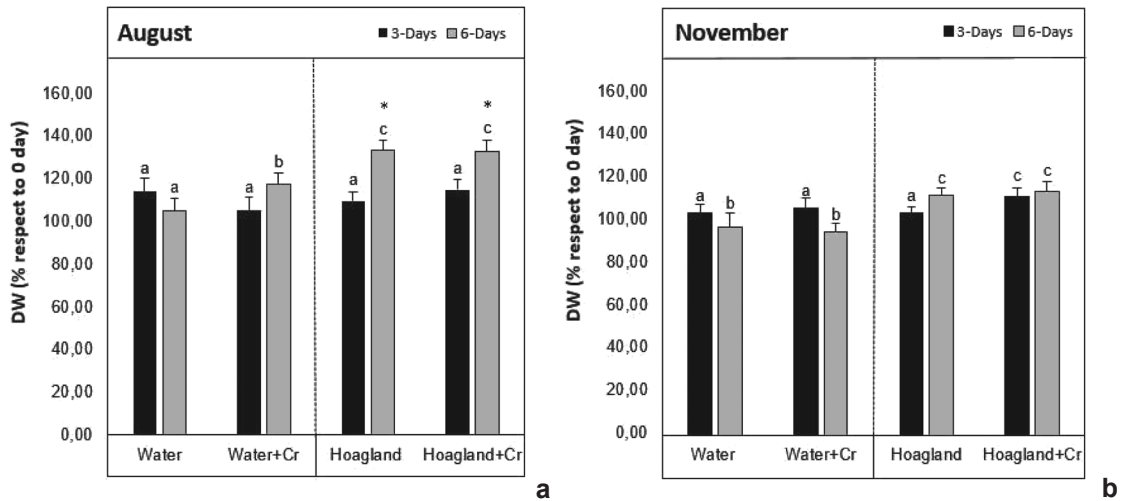 August
3-Days 6-Days
DW (% respect to 0 day)
160,00
140,00
120,00
100,00
80,00
60,00
40,00
20,00
0,00
* *
a a a b a c a c
Water Water+Cr Hoagland Hoagland+Cr
a
November
3-Days 6-Days
DW (% respect to 0 day)
160,00
140,00
120,00
100,00
80,00
60,00
40,00
20,00
0,00
a b a b a c c c
Water Water+Cr Hoagland Hoagland+Cr
b